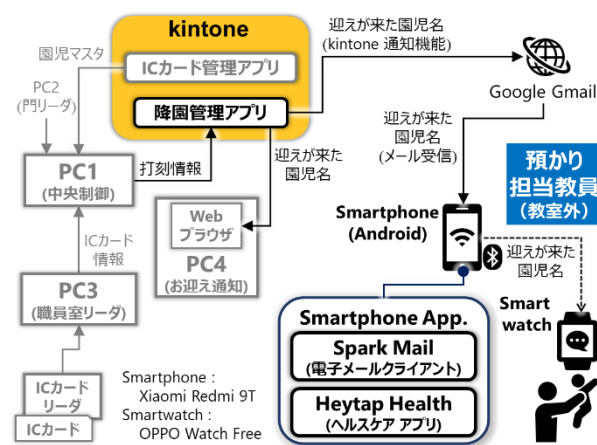 kintone
園児マスタ
ICカード管理アプリ
迎えが来た園児名
(kintone 通知機能)
PC2
(門リーダ)
降園管理アプリ
Google Gmail
迎えが来た
園児名
(メール受信)
PC1
(中央制御)
打刻情報
迎えが来た
園児名
預かり
担当教員
(教室外)
Web
ブラウザ
PC4
(お迎え通知)
Smartphone
(Android)
迎えが来た
園児名
ICカード
情報
PC3
(職員室リーダ)
Smart
watch
Smartphone App.
Spark Mail
(電子メールクライアント)
Heytap Health
(ヘルスケア アプリ)
ICカード
リーダ
ICカード
Smartphone :
Xiaomi Redmi 9T
Smartwatch :
OPPO Watch Free